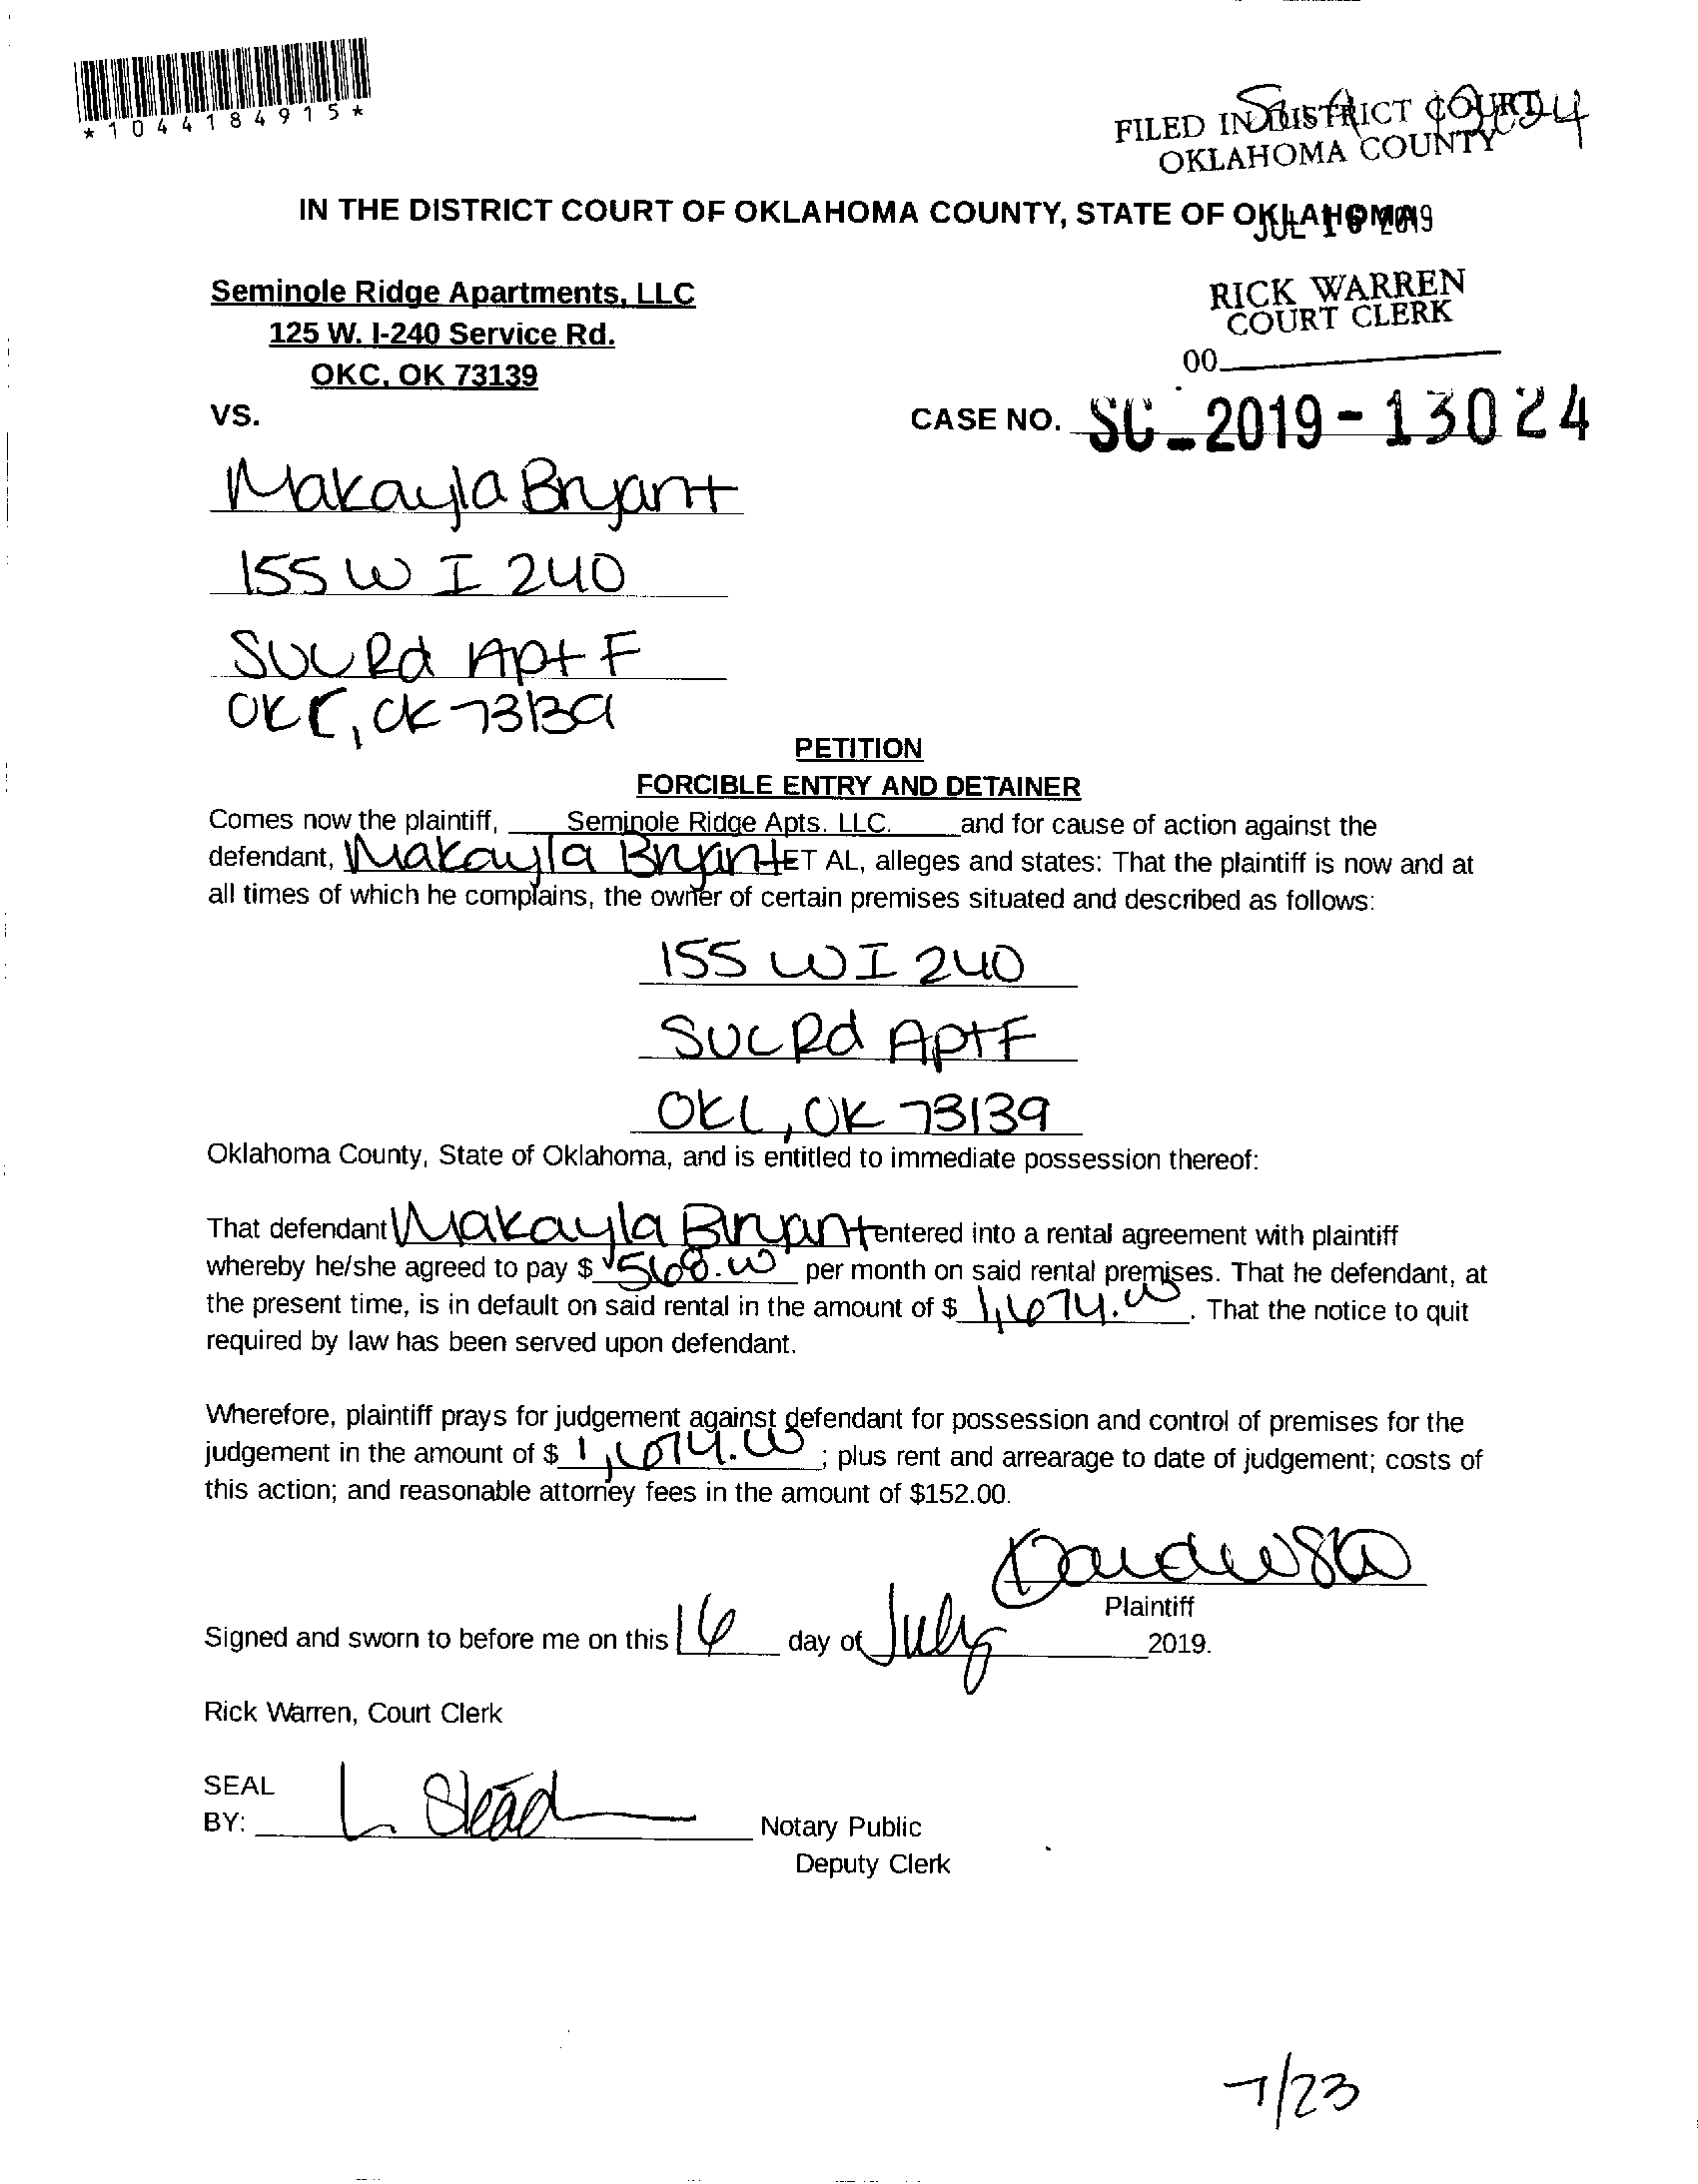 *1044184915*
FILED IN DISTRICT COURT
OKLAHOMA COUNTY
IN THE DISTRICT COURT OF OKLAHOMA COUNTY, STATE OF OKLAHOMA
JUL 16 2019
Seminole Ridge Apartments, LLC
125 W. I-240 Service Rd.
OKC, OK 73139
RICK WARREN
COURT CLERK
00
VS.
CASE NO. SC-2019-13024
Makayla Bryant
155 W I 240
SVC Rd Apt F
OKC, OK 73139
PETITION
FORCIBLE ENTRY AND DETAINER
Comes now the plaintiff, Seminole Ridge Apts. LLC. and for cause of action against the
defendant, Makayla Bryant ET AL, alleges and states: That the plaintiff is now and at
all times of which he complains, the owner of certain premises situated and described as follows:
155 W I 240
SVC Rd Apt F
OKC, OK 73139
Oklahoma County, State of Oklahoma, and is entitled to immediate possession thereof:
That defendant Makayla Bryant entered into a rental agreement with plaintiff
whereby he/she agreed to pay $ 568.00 per month on said rental premises. That he defendant, at
the present time, is in default on said rental in the amount of $ 1,674.00. That the notice to quit
required by law has been served upon defendant.
Wherefore, plaintiff prays for judgement against defendant for possession and control of premises for the
judgement in the amount of $ 1,674.00; plus rent and arrearage to date of judgement; costs of
this action; and reasonable attorney fees in the amount of $152.00.
Plaintiff
Signed and sworn to before me on this 16 day of July 2019.
Rick Warren, Court Clerk
SEAL
BY: L Stead Notary Public
Deputy Clerk
7/23